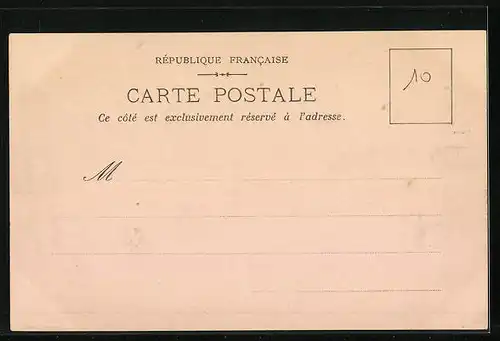 RÉPUBLIQUE FRANÇAISE
CARTE POSTALE
10
Ce côté est exclusivement réservé à l'adresse.
M